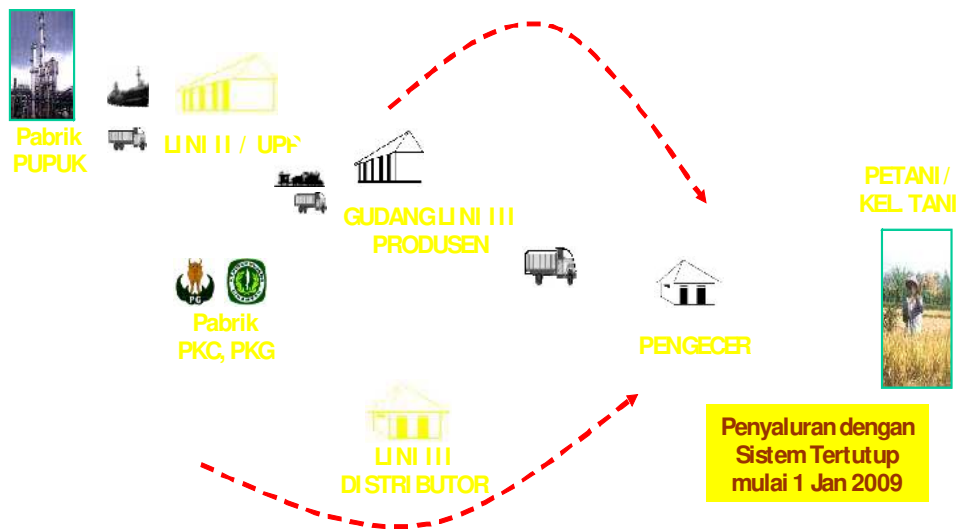 Pabrik
PUPUK
LINI II / UPP
GUDANG LINI III
PRODUSEN
PETANI /
KEL. TANI
PG
Pabrik
PKC, PKG
PENGECER
LINI III
DISTRIBUTOR
Penyaluran dengan
Sistem Tertutup
mulai 1 Jan 2009